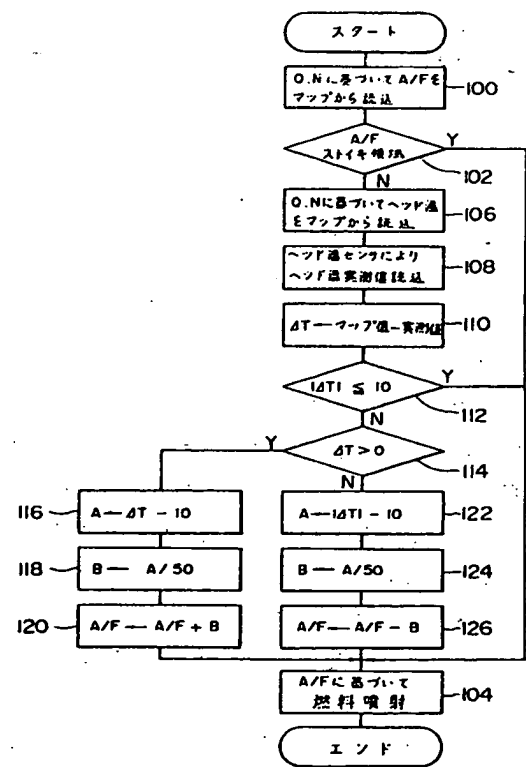 スタート
θ,Nに基づいてA/Fを
マップから読込
100
A/F
ストイキ領域
Y
102
N
θ,Nに基づいてヘッド温
をマップから読込
106
ヘッド温センサにより
ヘッド温実測値読込
108
ΔT←マップ値−実測値
110
|ΔT| ≦ 10
Y
112
N
Y
ΔT > 0
114
N
116
A ← ΔT − 10
A ← |ΔT| − 10
122
118
B ← A/50
B ← A/50
124
120
A/F ← A/F + B
A/F ← A/F − B
126
A/Fに基づいて
燃料噴射
104
エンド